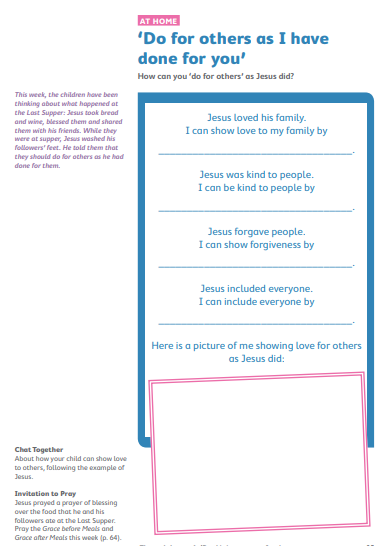 AT HOME
‘Do for others as I have
done for you’
How can you ‘do for others’ as Jesus did?
This week, the children have been
thinking about what happened at
the Last Supper: Jesus took bread
and wine, blessed them and shared
them with his friends. While they
were at supper, Jesus washed his
followers’ feet. He told them that
they should do for others as he had
done for them.
Jesus loved his family.
I can show love to my family by
.
Jesus was kind to people.
I can be kind to people by
.
Jesus forgave people.
I can show forgiveness by
.
Jesus included everyone.
I can include everyone by
.
Here is a picture of me showing love for others
as Jesus did:
Chat Together
About how your child can show love
to others, following the example of
Jesus.
Invitation to Pray
Jesus prayed a prayer of blessing
over the food that he and his
followers ate at the Last Supper.
Pray the Grace before Meals and
Grace after Meals this week (p. 64).